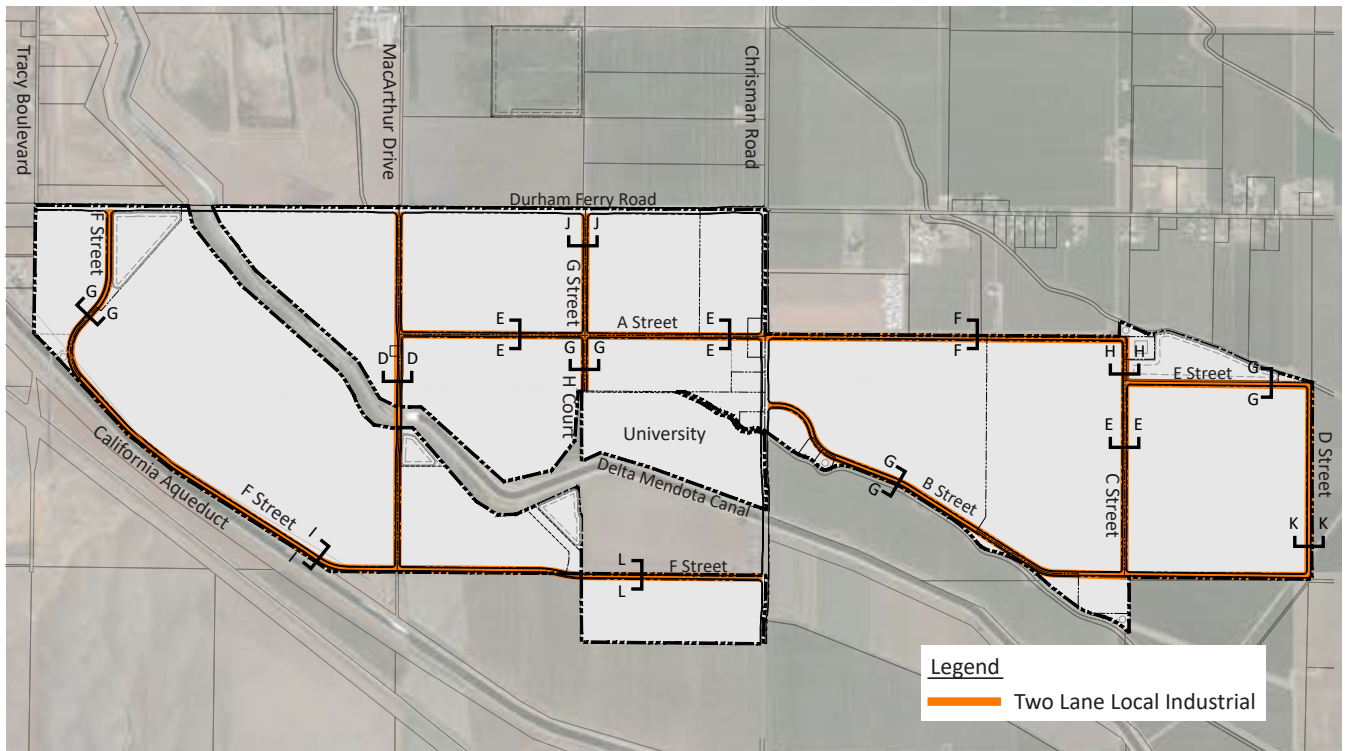 Tracy Boulevard
MacArthur Drive
Chrisman Road
Durham Ferry Road
F Street
J J
G Street
G
G
E
E
A Street
E
E
F
F
D D
G G
H Court
H H
E Street
G
G
University
E E
D Street
Delta Mendota Canal
G
G
B Street
C Street
California Aqueduct
F Street
I
I
K K
L
L
F Street
Legend
Two Lane Local Industrial